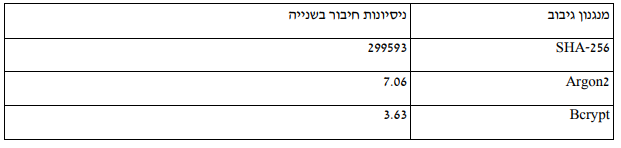 מנגנון גיבוב ניסיונות חיבור בשנייה
SHA-256 299593
Argon2 7.06
Bcrypt 3.63